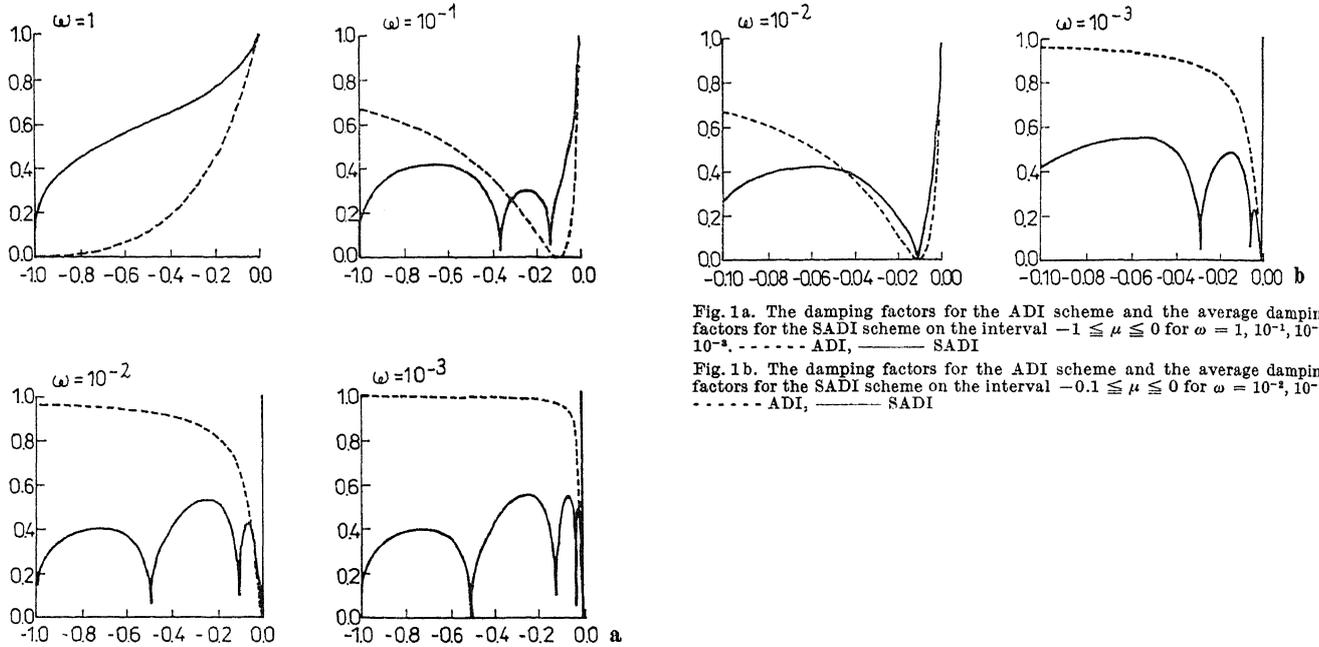 ω = 1
1.0
0.8
0.6
0.4
0.2
0.0
-1.0 -0.8 -0.6 -0.4 -0.2 0.0
ω = 10⁻¹
1.0
0.8
0.6
0.4
0.2
0.0
-1.0 -0.8 -0.6 -0.4 -0.2 0.0
ω = 10⁻²
1.0
0.8
0.6
0.4
0.2
0.0
-1.0 -0.8 -0.6 -0.4 -0.2 0.0
ω = 10⁻³
1.0
0.8
0.6
0.4
0.2
0.0
-1.0 -0.8 -0.6 -0.4 -0.2 0.0 a
ω = 10⁻²
1.0
0.8
0.6
0.4
0.2
0.0
-0.10 -0.08 -0.06 -0.04 -0.02 0.00
ω = 10⁻³
1.0
0.8
0.6
0.4
0.2
0.0
-0.10 -0.08 -0.06 -0.04 -0.02 0.00 b
Fig. 1a. The damping factors for the ADI scheme and the average dampin
factors for the SADI scheme on the interval −1 ≦ μ ≦ 0 for ω = 1, 10⁻¹, 10⁻
10⁻³. - - - - - - ADI, ——— SADI
Fig. 1b. The damping factors for the ADI scheme and the average dampin
factors for the SADI scheme on the interval −0.1 ≦ μ ≦ 0 for ω = 10⁻², 10⁻
- - - - - - ADI, ——— SADI